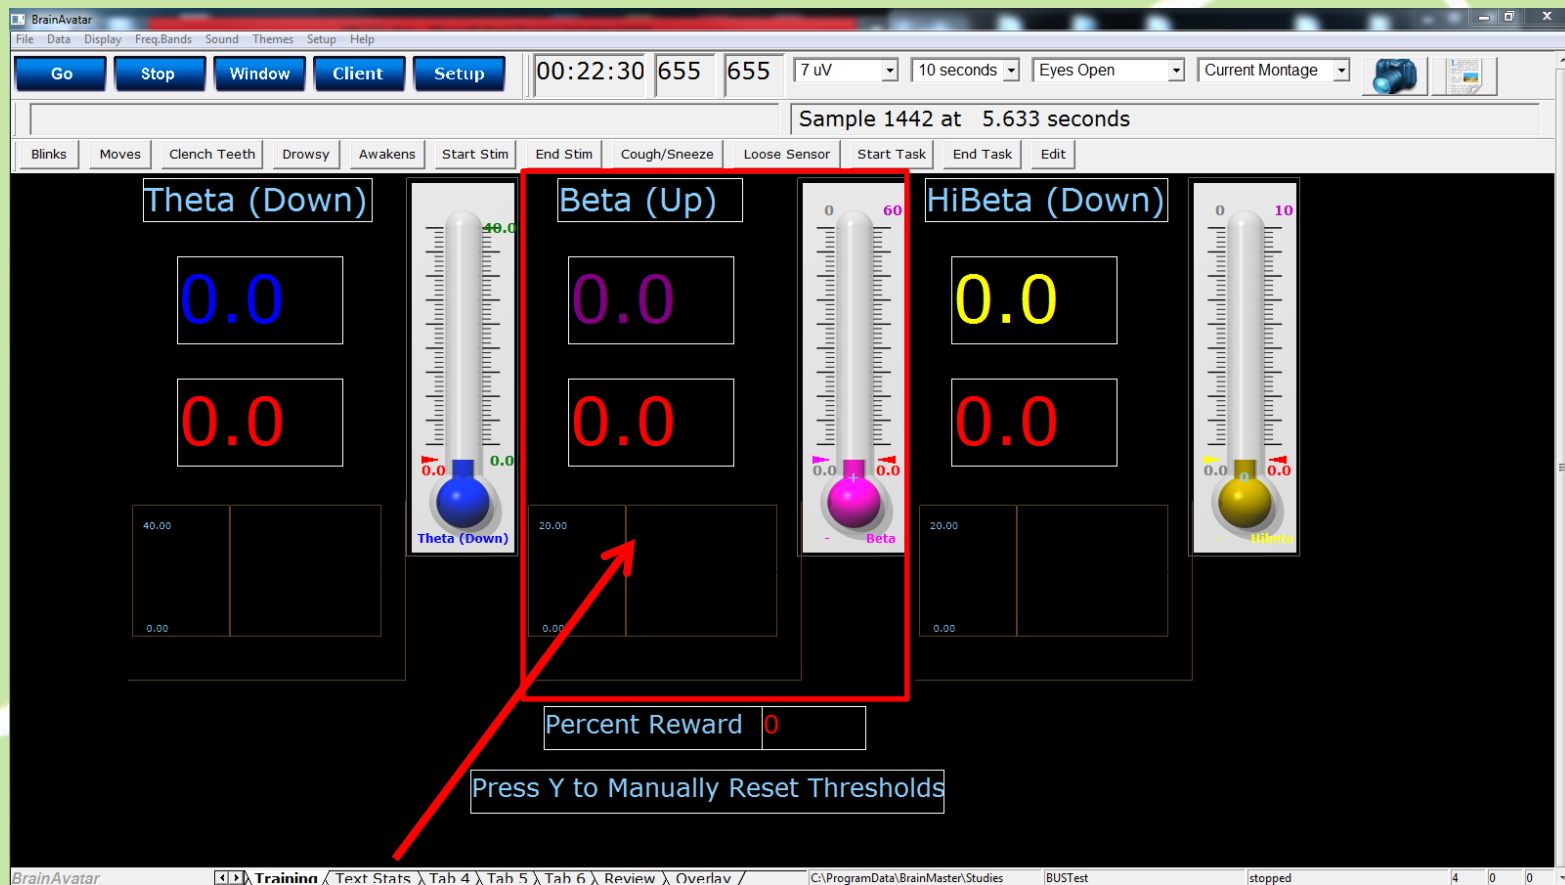 BrainAvatar
File Data Display Freq.Bands Sound Themes Setup Help
Go Stop Window Client Setup 00:22:30 655 655 7 uV 10 seconds Eyes Open Current Montage
Sample 1442 at 5.633 seconds
Blinks Moves Clench Teeth Drowsy Awakens Start Stim End Stim Cough/Sneeze Loose Sensor Start Task End Task Edit
Theta (Down) Beta (Up) HiBeta (Down)
0 60 0 10
40.0
0.0 0.0 0.0
0.0 0.0 0.0
0.0 0.0 0.0 0.0 0.0 0.0
+ 0
40.00 20.00 20.00
Theta (Down) - Beta - Hibeta
0.00 0.00 0.00
Percent Reward 0
Press Y to Manually Reset Thresholds
BrainAvatar Training Text Stats Tab 4 Tab 5 Tab 6 Review Overlay C:\ProgramData\BrainMaster\Studies BUSTest stopped 4 0 0